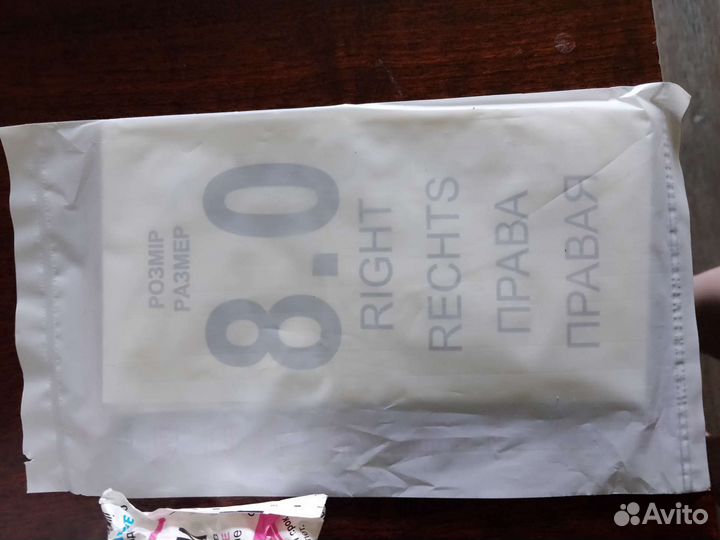 РОЗМІР
РАЗМЕР
8.0
RIGHT
RECHTS
ПРАВА
ПРАВАЯ
Avito